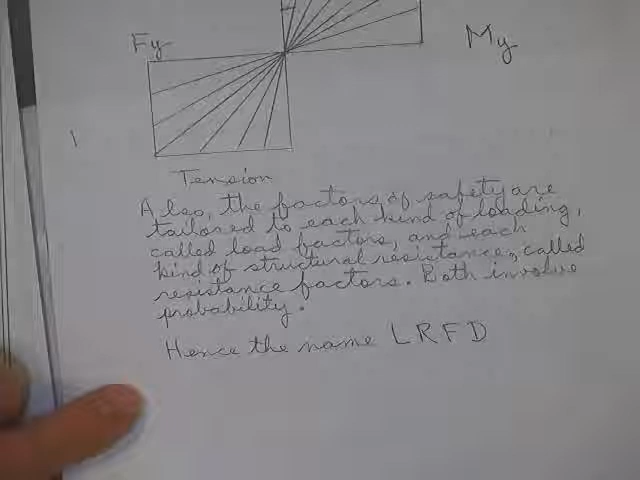 Fy
My
Tension
Also, the factors of safety are
tailored to each kind of loading,
called load factors, and each
kind of structural resistance, called
resistance factors. Both involve
probability.
Hence the name LRFD